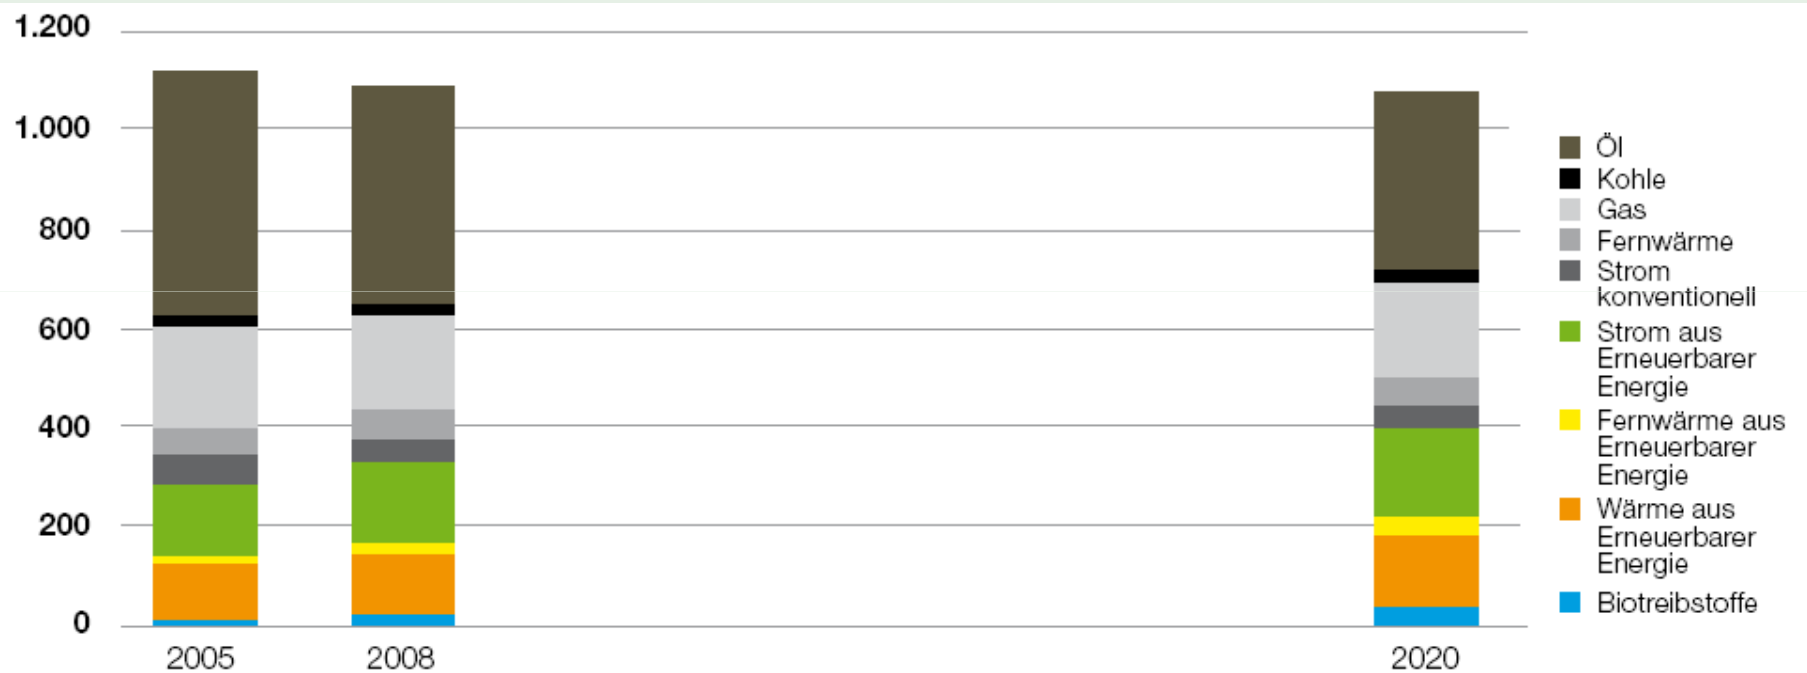 1.200
1.000
800
600
400
200
0
2005
2008
2020
Öl
Kohle
Gas
Fernwärme
Strom
konventionell
Strom aus
Erneuerbarer
Energie
Fernwärme aus
Erneuerbarer
Energie
Wärme aus
Erneuerbarer
Energie
Biotreibstoffe